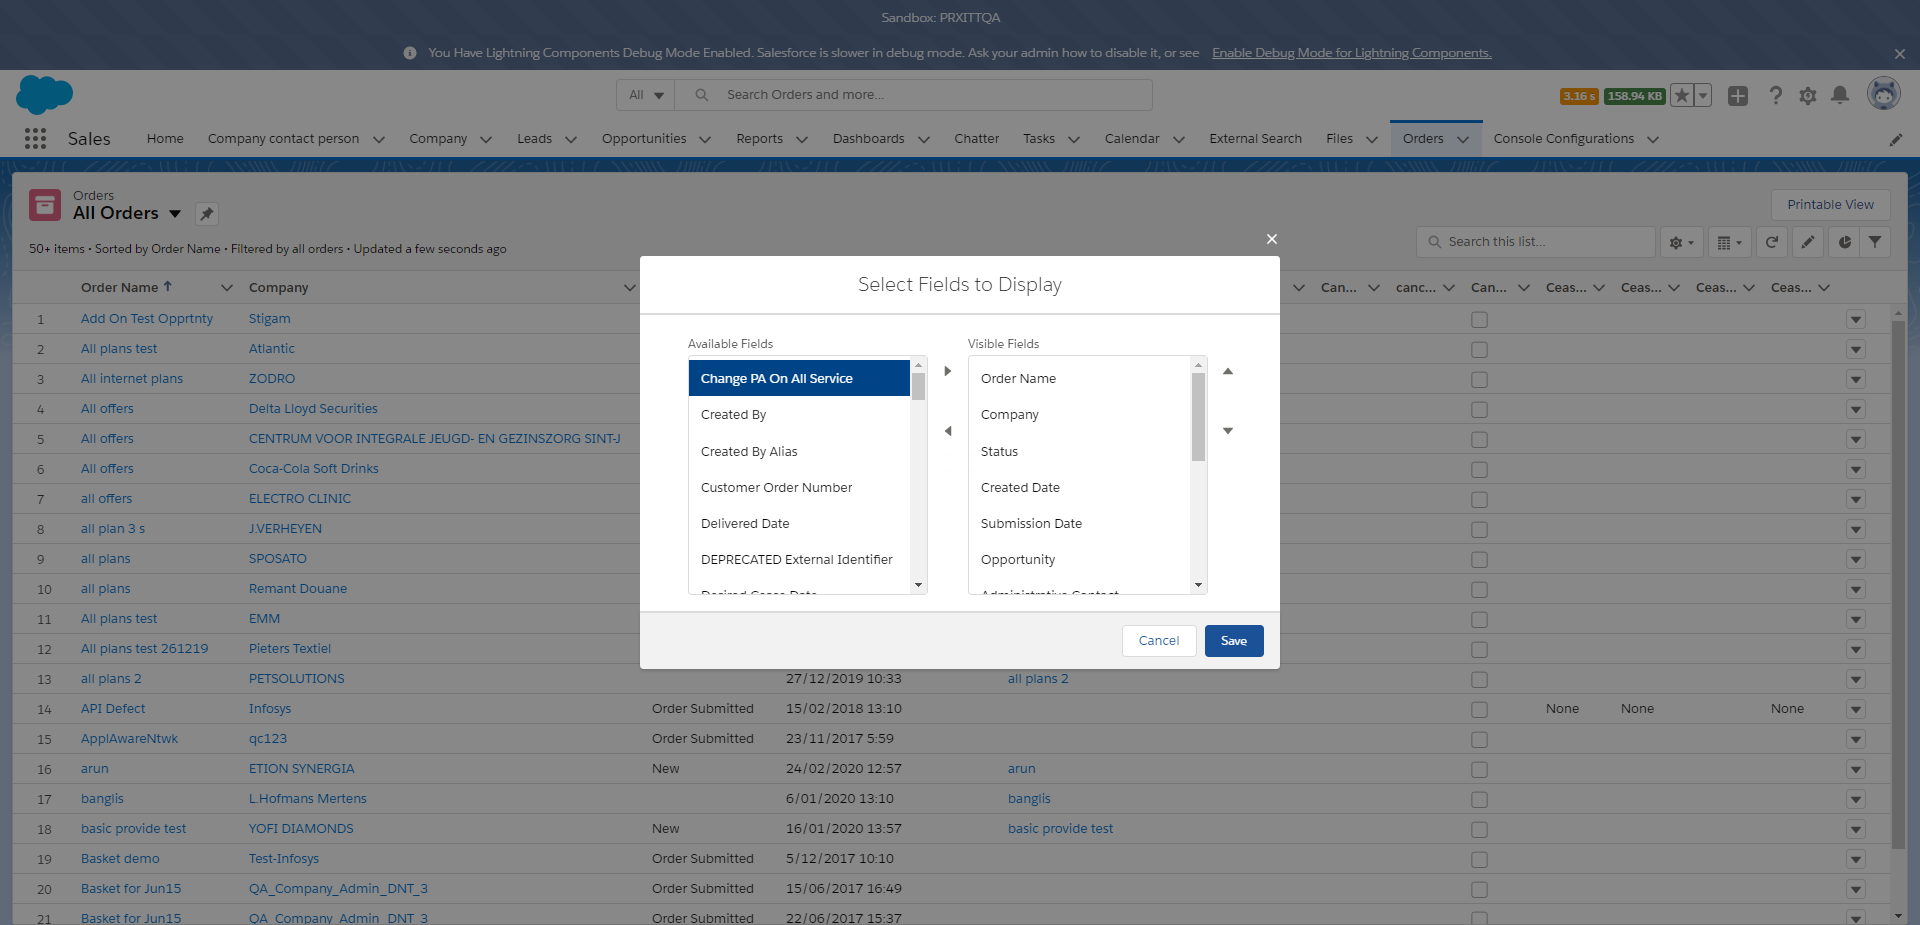 Sandbox: PRXITTQA
You Have Lightning Components Debug Mode Enabled. Salesforce is slower in debug mode. Ask your admin how to disable it, or see Enable Debug Mode for Lightning Components.
All Search Orders and more... 3.16 s 158.94 KB
Sales Home Company contact person Company Leads Opportunities Reports Dashboards Chatter Tasks Calendar External Search Files Orders Console Configurations
Orders
All Orders
Printable View
50+ items • Sorted by Order Name • Filtered by all orders • Updated a few seconds ago
Search this list...
Order Name Company Can... canc... Can... Ceas... Ceas... Ceas... Ceas...
1 Add On Test Opprtnty Stigam
2 All plans test Atlantic
3 All internet plans ZODRO
4 All offers Delta Lloyd Securities
5 All offers CENTRUM VOOR INTEGRALE JEUGD- EN GEZINSZORG SINT-J
6 All offers Coca-Cola Soft Drinks
7 all offers ELECTRO CLINIC
8 all plan 3 s J.VERHEYEN
9 all plans SPOSATO
10 all plans Remant Douane
11 All plans test EMM
12 All plans test 261219 Pieters Textiel
13 all plans 2 PETSOLUTIONS 27/12/2019 10:33 all plans 2
14 API Defect Infosys Order Submitted 15/02/2018 13:10 None None None
15 ApplAwareNtwk qc123 Order Submitted 23/11/2017 5:59
16 arun ETION SYNERGIA New 24/02/2020 12:57 arun
17 banglis L.Hofmans Mertens 6/01/2020 13:10 banglis
18 basic provide test YOFI DIAMONDS New 16/01/2020 13:57 basic provide test
19 Basket demo Test-Infosys Order Submitted 5/12/2017 10:10
20 Basket for Jun15 QA_Company_Admin_DNT_3 Order Submitted 15/06/2017 16:49
21 Basket for Jun15 QA_Company_Admin_DNT_3 Order Submitted 22/06/2017 15:37
Select Fields to Display
Available Fields
Change PA On All Service
Created By
Created By Alias
Customer Order Number
Delivered Date
DEPRECATED External Identifier
Desired Cease Date
Visible Fields
Order Name
Company
Status
Created Date
Submission Date
Opportunity
Administrative Contact
Cancel Save